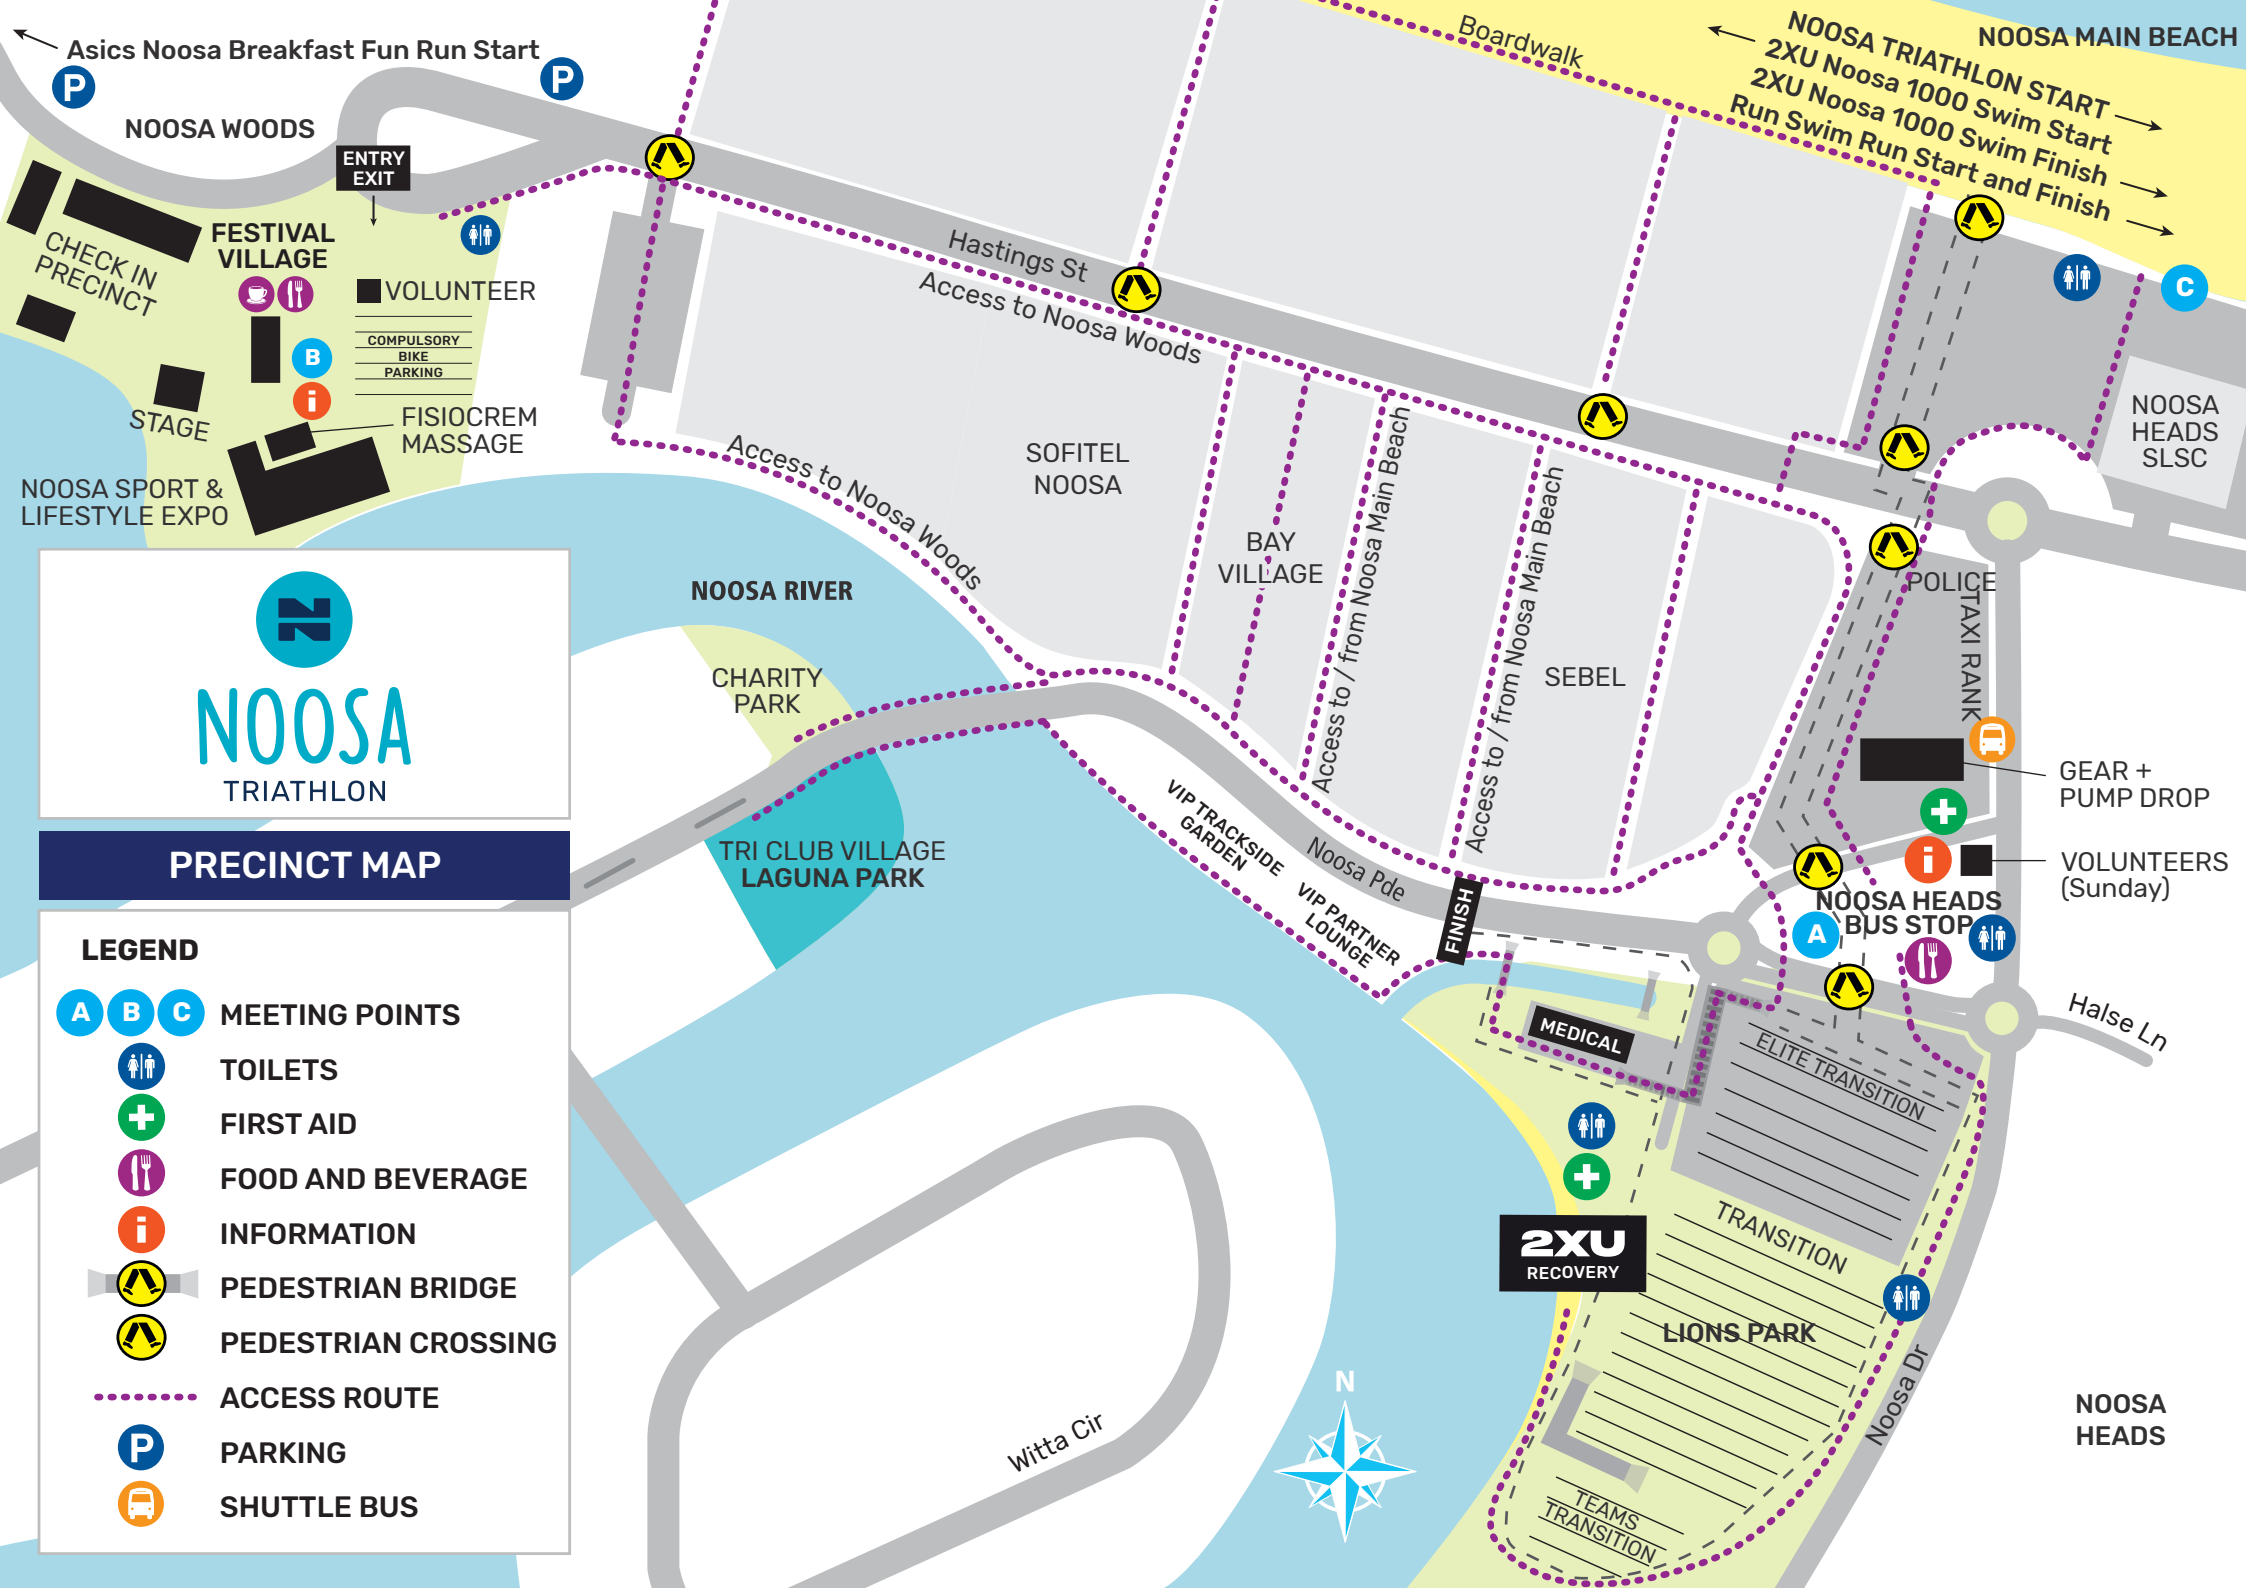 Asics Noosa Breakfast Fun Run Start
P
P
NOOSA WOODS
ENTRY
EXIT
CHECK IN
PRECINCT
FESTIVAL
VILLAGE
VOLUNTEER
COMPULSORY
BIKE
PARKING
B
i
STAGE
FISIOCREM
MASSAGE
NOOSA SPORT &
LIFESTYLE EXPO
Boardwalk
NOOSA MAIN BEACH
NOOSA TRIATHLON START
2XU Noosa 1000 Swim Start
2XU Noosa 1000 Swim Finish
Run Swim Run Start and Finish
C
Hastings St
Access to Noosa Woods
Access to Noosa Woods
SOFITEL
NOOSA
BAY
VILLAGE
Access to / from Noosa Main Beach
Access to / from Noosa Main Beach
SEBEL
NOOSA
HEADS
SLSC
POLICE
TAXI RANK
GEAR +
PUMP DROP
i
VOLUNTEERS
(Sunday)
NOOSA HEADS
BUS STOP
A
NOOSA RIVER
CHARITY
PARK
TRI CLUB VILLAGE
LAGUNA PARK
VIP TRACKSIDE
GARDEN
VIP PARTNER
LOUNGE
Noosa Pde
FINISH
MEDICAL
ELITE TRANSITION
Halse Ln
2XU
RECOVERY
TRANSITION
LIONS PARK
TEAMS
TRANSITION
Noosa Dr
NOOSA
HEADS
Witta Cir
N
NOOSA
TRIATHLON
PRECINCT MAP
LEGEND
A B C MEETING POINTS
TOILETS
FIRST AID
FOOD AND BEVERAGE
i INFORMATION
PEDESTRIAN BRIDGE
PEDESTRIAN CROSSING
ACCESS ROUTE
P PARKING
SHUTTLE BUS